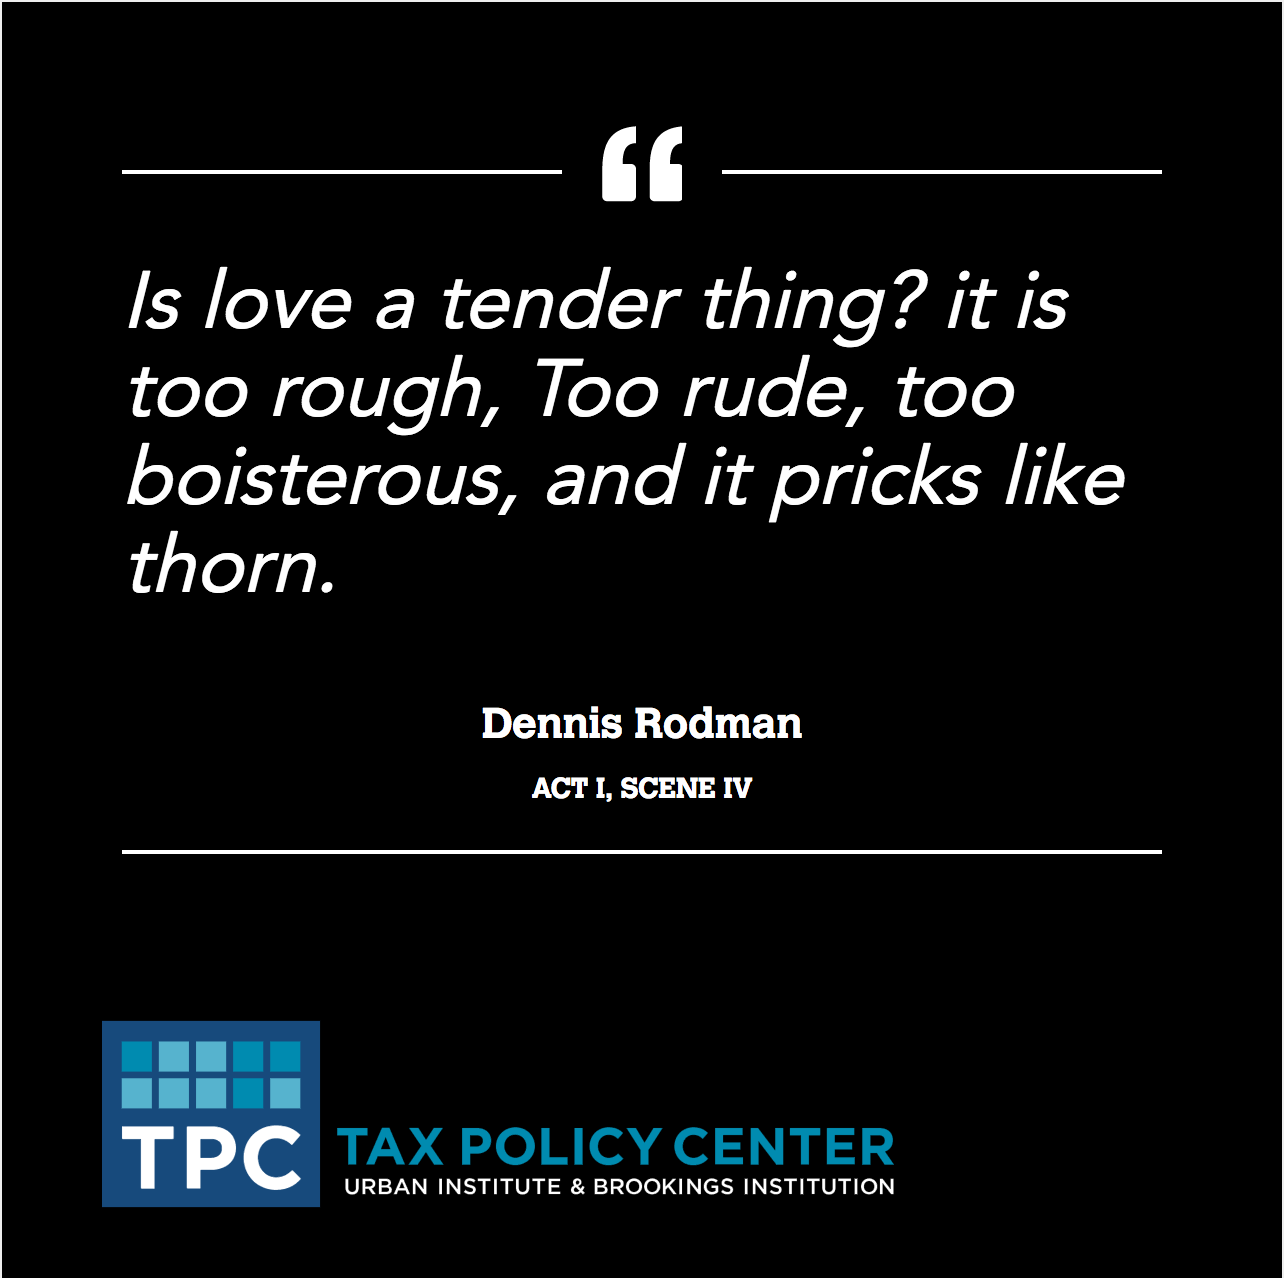 “
Is love a tender thing? it is
too rough, Too rude, too
boisterous, and it pricks like
thorn.
Dennis Rodman
ACT I, SCENE IV
TPC
TAX POLICY CENTER
URBAN INSTITUTE & BROOKINGS INSTITUTION